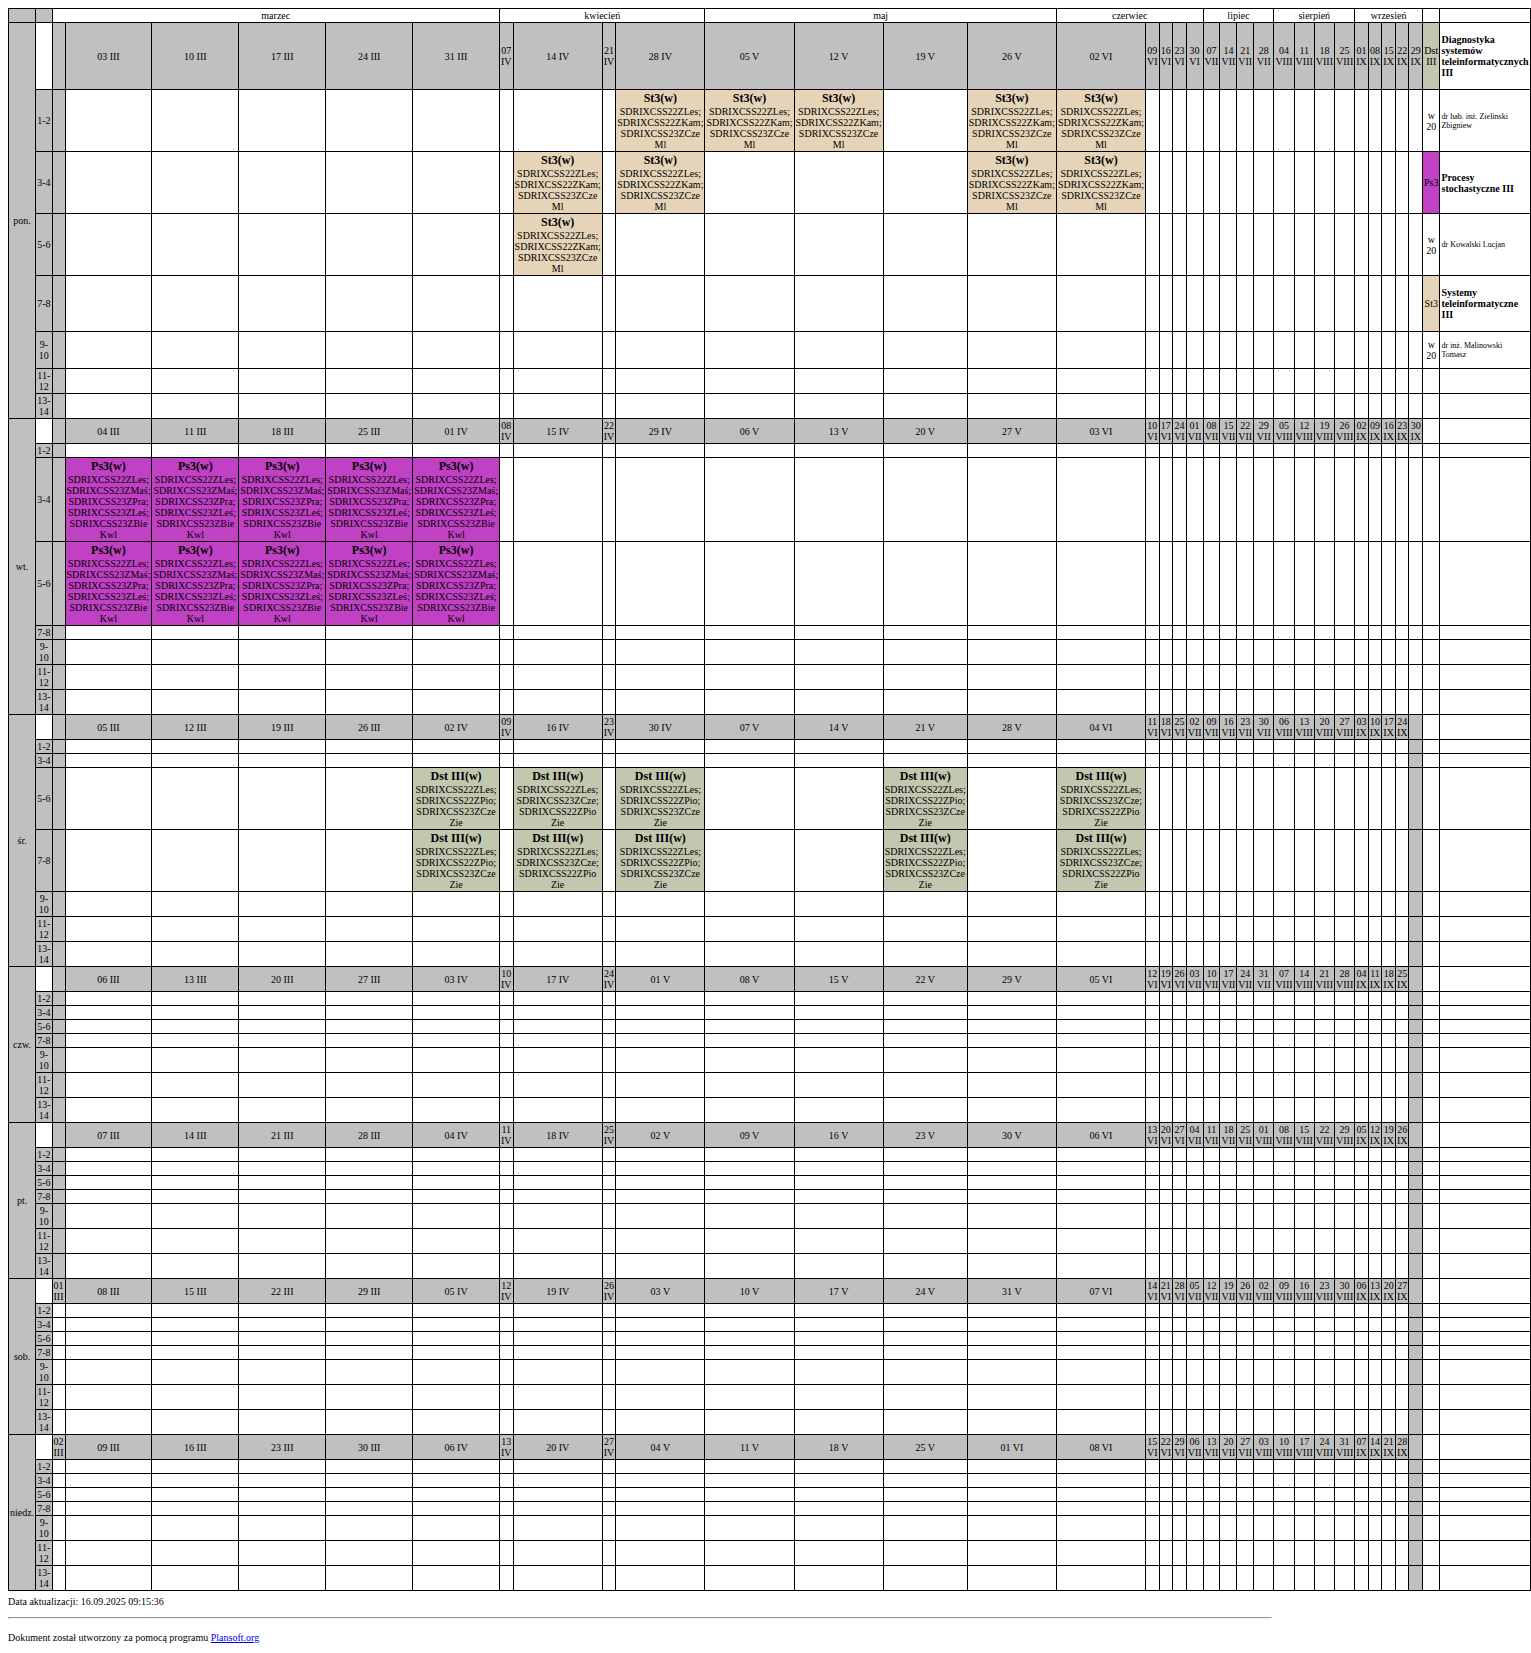 marzec kwiecień maj czerwiec lipiec sierpień wrzesień
pon. 03 III 10 III 17 III 24 III 31 III 07 IV 14 IV 21 IV 28 IV 05 V 12 V 19 V 26 V 02 VI 09 VI 16 VI 23 VI 30 VI 07 VII 14 VII 21 VII 28 VII 04 VIII 11 VIII 18 VIII 25 VIII 01 IX 08 IX 15 IX 22 IX 29 IX Dst III Diagnostyka systemów teleinformatycznych III
1-2 St3(w) St3(w) St3(w) St3(w) St3(w) w 20 dr hab. inż. Zielinski Zbigniew
SDRIXCSS22ZLes; SDRIXCSS22ZLes; SDRIXCSS22ZLes; SDRIXCSS22ZLes; SDRIXCSS22ZLes;
SDRIXCSS22ZKam; SDRIXCSS22ZKam; SDRIXCSS22ZKam; SDRIXCSS22ZKam; SDRIXCSS22ZKam;
SDRIXCSS23ZCze SDRIXCSS23ZCze SDRIXCSS23ZCze SDRIXCSS23ZCze SDRIXCSS23ZCze
Ml Ml Ml Ml Ml
3-4 St3(w) St3(w) St3(w) St3(w) Ps3 Procesy stochastyczne III
SDRIXCSS22ZLes; SDRIXCSS22ZLes; SDRIXCSS22ZLes; SDRIXCSS22ZLes;
SDRIXCSS22ZKam; SDRIXCSS22ZKam; SDRIXCSS22ZKam; SDRIXCSS22ZKam;
SDRIXCSS23ZCze SDRIXCSS23ZCze SDRIXCSS23ZCze SDRIXCSS23ZCze
Ml Ml Ml Ml
5-6 St3(w) w 20 dr Kowalski Lucjan
SDRIXCSS22ZLes;
SDRIXCSS22ZKam;
SDRIXCSS23ZCze
Ml
7-8 St3 Systemy teleinformatyczne III
9-10 w 20 dr inż. Malinowski Tomasz
11-12
13-14
wt. 04 III 11 III 18 III 25 III 01 IV 08 IV 15 IV 22 IV 29 IV 06 V 13 V 20 V 27 V 03 VI 10 VI 17 VI 24 VI 01 VII 08 VII 15 VII 22 VII 29 VII 05 VIII 12 VIII 19 VIII 26 VIII 02 IX 09 IX 16 IX 23 IX 30 IX
1-2
3-4 Ps3(w) Ps3(w) Ps3(w) Ps3(w) Ps3(w)
SDRIXCSS22ZLes; SDRIXCSS22ZLes; SDRIXCSS22ZLes; SDRIXCSS22ZLes; SDRIXCSS22ZLes;
SDRIXCSS23ZMaś; SDRIXCSS23ZMaś; SDRIXCSS23ZMaś; SDRIXCSS23ZMaś; SDRIXCSS23ZMaś;
SDRIXCSS23ZPra; SDRIXCSS23ZPra; SDRIXCSS23ZPra; SDRIXCSS23ZPra; SDRIXCSS23ZPra;
SDRIXCSS23ZLeś; SDRIXCSS23ZLeś; SDRIXCSS23ZLeś; SDRIXCSS23ZLeś; SDRIXCSS23ZLeś;
SDRIXCSS23ZBie SDRIXCSS23ZBie SDRIXCSS23ZBie SDRIXCSS23ZBie SDRIXCSS23ZBie
Kwl Kwl Kwl Kwl Kwl
5-6 Ps3(w) Ps3(w) Ps3(w) Ps3(w) Ps3(w)
SDRIXCSS22ZLes; SDRIXCSS22ZLes; SDRIXCSS22ZLes; SDRIXCSS22ZLes; SDRIXCSS22ZLes;
SDRIXCSS23ZMaś; SDRIXCSS23ZMaś; SDRIXCSS23ZMaś; SDRIXCSS23ZMaś; SDRIXCSS23ZMaś;
SDRIXCSS23ZPra; SDRIXCSS23ZPra; SDRIXCSS23ZPra; SDRIXCSS23ZPra; SDRIXCSS23ZPra;
SDRIXCSS23ZLeś; SDRIXCSS23ZLeś; SDRIXCSS23ZLeś; SDRIXCSS23ZLeś; SDRIXCSS23ZLeś;
SDRIXCSS23ZBie SDRIXCSS23ZBie SDRIXCSS23ZBie SDRIXCSS23ZBie SDRIXCSS23ZBie
Kwl Kwl Kwl Kwl Kwl
7-8
9-10
11-12
13-14
śr. 05 III 12 III 19 III 26 III 02 IV 09 IV 16 IV 23 IV 30 IV 07 V 14 V 21 V 28 V 04 VI 11 VI 18 VI 25 VI 02 VII 09 VII 16 VII 23 VII 30 VII 06 VIII 13 VIII 20 VIII 27 VIII 03 IX 10 IX 17 IX 24 IX
1-2
3-4
5-6 Dst III(w) Dst III(w) Dst III(w) Dst III(w) Dst III(w)
SDRIXCSS22ZLes; SDRIXCSS22ZLes; SDRIXCSS22ZLes; SDRIXCSS22ZLes; SDRIXCSS22ZLes;
SDRIXCSS22ZPio; SDRIXCSS23ZCze; SDRIXCSS22ZPio; SDRIXCSS22ZPio; SDRIXCSS23ZCze;
SDRIXCSS23ZCze SDRIXCSS22ZPio SDRIXCSS23ZCze SDRIXCSS23ZCze SDRIXCSS22ZPio
Zie Zie Zie Zie Zie
7-8 Dst III(w) Dst III(w) Dst III(w) Dst III(w) Dst III(w)
SDRIXCSS22ZLes; SDRIXCSS22ZLes; SDRIXCSS22ZLes; SDRIXCSS22ZLes; SDRIXCSS22ZLes;
SDRIXCSS22ZPio; SDRIXCSS23ZCze; SDRIXCSS22ZPio; SDRIXCSS22ZPio; SDRIXCSS23ZCze;
SDRIXCSS23ZCze SDRIXCSS22ZPio SDRIXCSS23ZCze SDRIXCSS23ZCze SDRIXCSS22ZPio
Zie Zie Zie Zie Zie
9-10
11-12
13-14
czw. 06 III 13 III 20 III 27 III 03 IV 10 IV 17 IV 24 IV 01 V 08 V 15 V 22 V 29 V 05 VI 12 VI 19 VI 26 VI 03 VII 10 VII 17 VII 24 VII 31 VII 07 VIII 14 VIII 21 VIII 28 VIII 04 IX 11 IX 18 IX 25 IX
1-2
3-4
5-6
7-8
9-10
11-12
13-14
pt. 07 III 14 III 21 III 28 III 04 IV 11 IV 18 IV 25 IV 02 V 09 V 16 V 23 V 30 V 06 VI 13 VI 20 VI 27 VI 04 VII 11 VII 18 VII 25 VII 01 VIII 08 VIII 15 VIII 22 VIII 29 VIII 05 IX 12 IX 19 IX 26 IX
1-2
3-4
5-6
7-8
9-10
11-12
13-14
sob. 01 III 08 III 15 III 22 III 29 III 05 IV 12 IV 19 IV 26 IV 03 V 10 V 17 V 24 V 31 V 07 VI 14 VI 21 VI 28 VI 05 VII 12 VII 19 VII 26 VII 02 VIII 09 VIII 16 VIII 23 VIII 30 VIII 06 IX 13 IX 20 IX 27 IX
1-2
3-4
5-6
7-8
9-10
11-12
13-14
niedz. 02 III 09 III 16 III 23 III 30 III 06 IV 13 IV 20 IV 27 IV 04 V 11 V 18 V 25 V 01 VI 08 VI 15 VI 22 VI 29 VI 06 VII 13 VII 20 VII 27 VII 03 VIII 10 VIII 17 VIII 24 VIII 31 VIII 07 IX 14 IX 21 IX 28 IX
1-2
3-4
5-6
7-8
9-10
11-12
13-14
Data aktualizacji: 16.09.2025 09:15:36
Dokument został utworzony za pomocą programu Plansoft.org